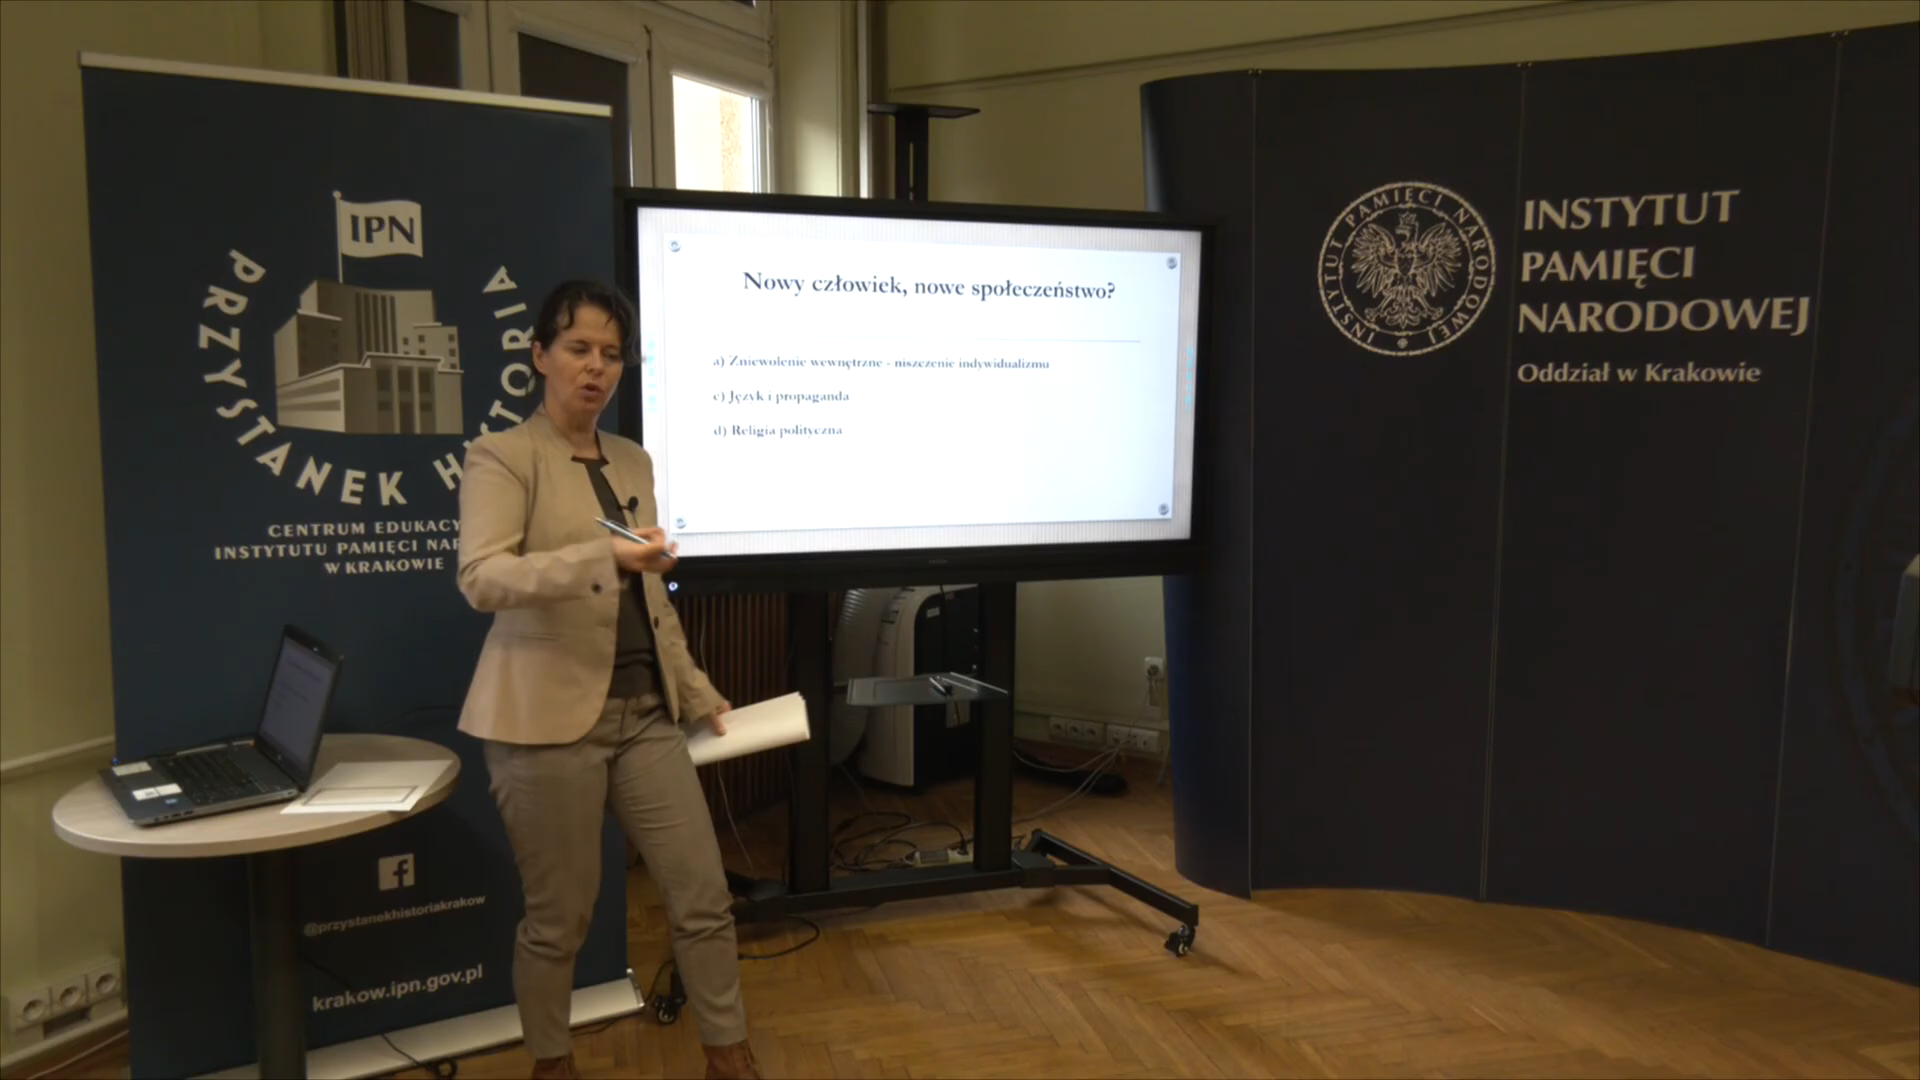 IPN
PRZYSTANEK HISTORIA
CENTRUM EDUKACY
INSTYTUTU PAMIĘCI NAR
W KRAKOWIE
@przystanekhistoriakrakow
krakow.ipn.gov.pl
Nowy człowiek, nowe społeczeństwo?
a) Zniewolenie wewnętrzne - niszczenie indywidualizmu
c) Język i propaganda
d) Religia polityczna
INSTYTUT PAMIĘCI NARODOWEJ
INSTYTUT
PAMIĘCI
NARODOWEJ
Oddział w Krakowie